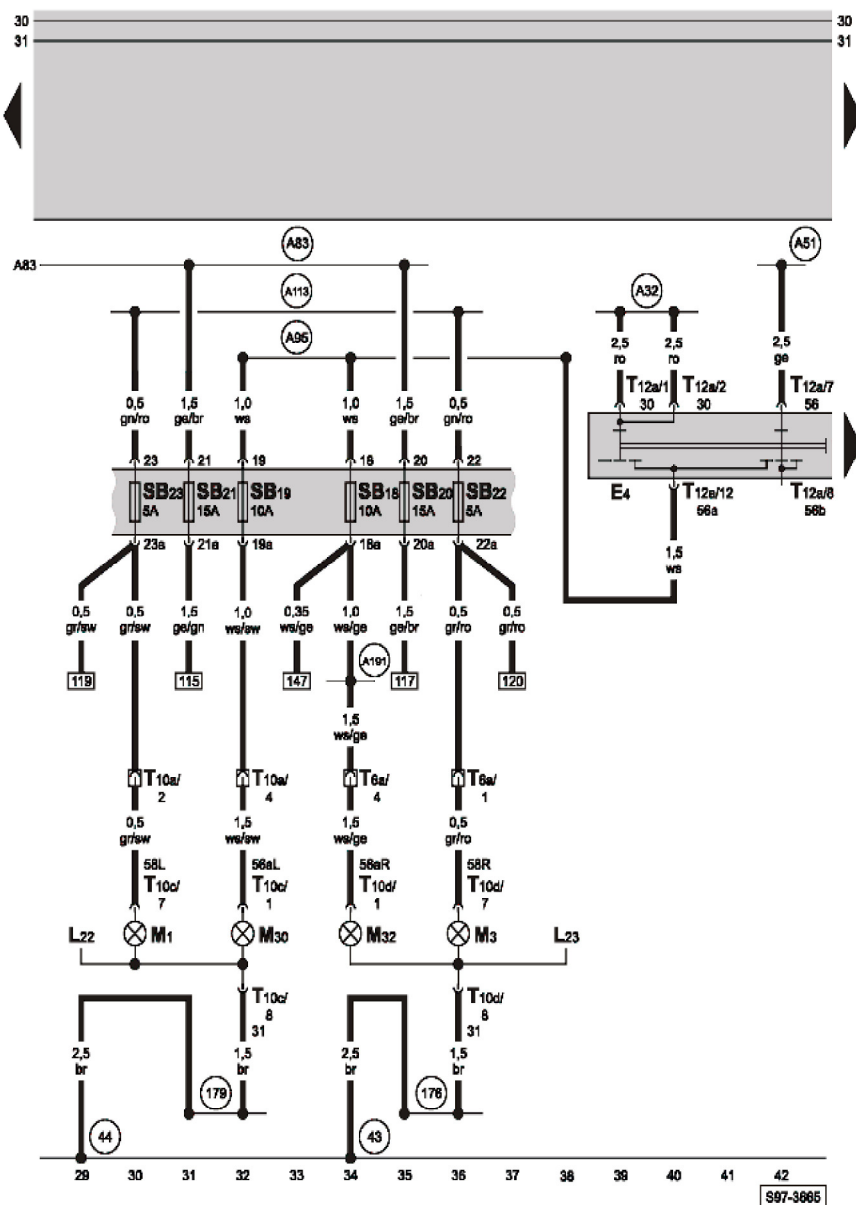 30 30
31 31
A83
A83 A51
A113 A32
A95
2,5 2,5 2,5
ro ro ge
T12a/1 T12a/2 T12a/7
30 30 56
0,5 1,5 1,0 1,0 1,5 0,5
gn/ro ge/br ws ws ge/br gn/ro
23 21 19 18 20 22
SB23 SB21 SB19 SB18 SB20 SB22
5A 15A 10A 10A 15A 5A
E4 T12a/12 T12a/8
56a 56b
23a 21a 19a 18a 20a 22a
1,5
ws
0,5 0,5 1,5 1,0 0,35 1,0 1,5 0,5 0,5
gr/sw gr/sw ge/gn ws/sw ws/ge ws/ge ge/br gr/ro gr/ro
A191
119 115 147 117 120
1,5
ws/ge
T10a/ T10a/ T6a/ T6a/
2 4 4 1
0,5 1,5 1,5 0,5
gr/sw ws/sw ws/ge gr/ro
58L 56aL 56aR 58R
T10c/ T10c/ T10d/ T10d/
7 1 1 7
L22 M1 M30 M32 M3 L23
T10c/ T10d/
8 8
31 31
2,5 1,5 2,5 1,5
br br br br
179 176
44 43
29 30 31 32 33 34 35 36 37 38 39 40 41 42
S97-3665